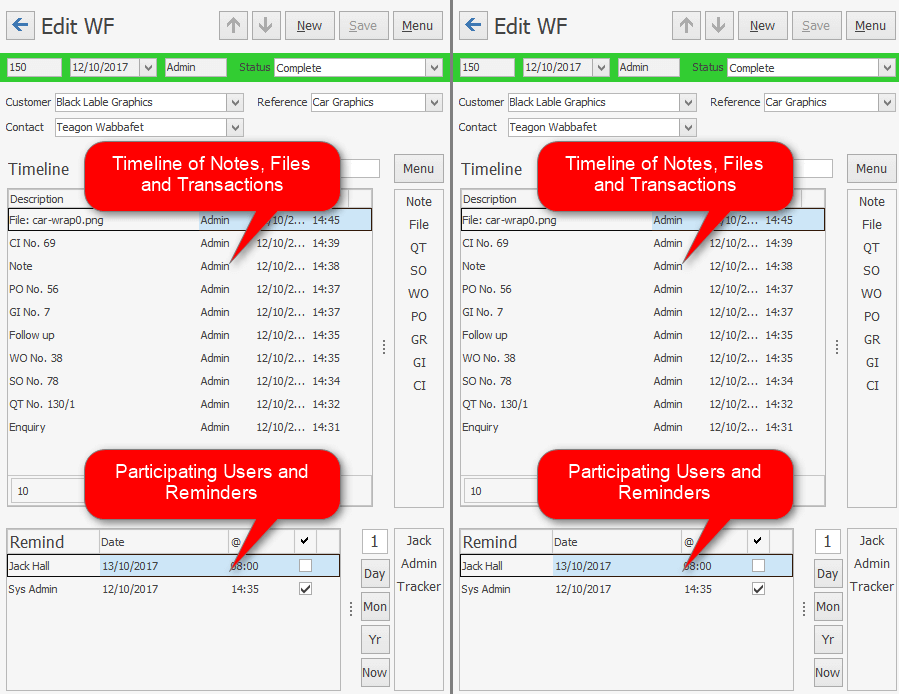 Edit WF New Save Menu
150 12/10/2017 Admin Status Complete
Customer Black Lable Graphics Reference Car Graphics
Contact Teagon Wabbafet
Timeline Menu
Timeline of Notes, Files
and Transactions
Description
File: car-wrap0.png Admin /10/2... 14:45
CI No. 69 Admin 12/10/2... 14:39
Note Admin 12/10/2... 14:38
PO No. 56 Admin 12/10/2... 14:37
GI No. 7 Admin 12/10/2... 14:37
Follow up Admin 12/10/2... 14:35
WO No. 38 Admin 12/10/2... 14:35
SO No. 78 Admin 12/10/2... 14:34
QT No. 130/1 Admin 12/10/2... 14:32
Enquiry Admin 12/10/2... 14:31
10
Note
File
QT
SO
WO
PO
GR
GI
CI
Participating Users and
Reminders
Remind Date @
Jack Hall 13/10/2017 08:00
Sys Admin 12/10/2017 14:35
1
Day
Mon
Yr
Now
Jack
Admin
Tracker
Edit WF New Save Menu
150 12/10/2017 Admin Status Complete
Customer Black Lable Graphics Reference Car Graphics
Contact Teagon Wabbafet
Timeline Menu
Timeline of Notes, Files
and Transactions
Description
File: car-wrap0.png Admin /10/2... 14:45
CI No. 69 Admin 12/10/2... 14:39
Note Admin 12/10/2... 14:38
PO No. 56 Admin 12/10/2... 14:37
GI No. 7 Admin 12/10/2... 14:37
Follow up Admin 12/10/2... 14:35
WO No. 38 Admin 12/10/2... 14:35
SO No. 78 Admin 12/10/2... 14:34
QT No. 130/1 Admin 12/10/2... 14:32
Enquiry Admin 12/10/2... 14:31
10
Note
File
QT
SO
WO
PO
GR
GI
CI
Participating Users and
Reminders
Remind Date @
Jack Hall 13/10/2017 08:00
Sys Admin 12/10/2017 14:35
1
Day
Mon
Yr
Now
Jack
Admin
Tracker